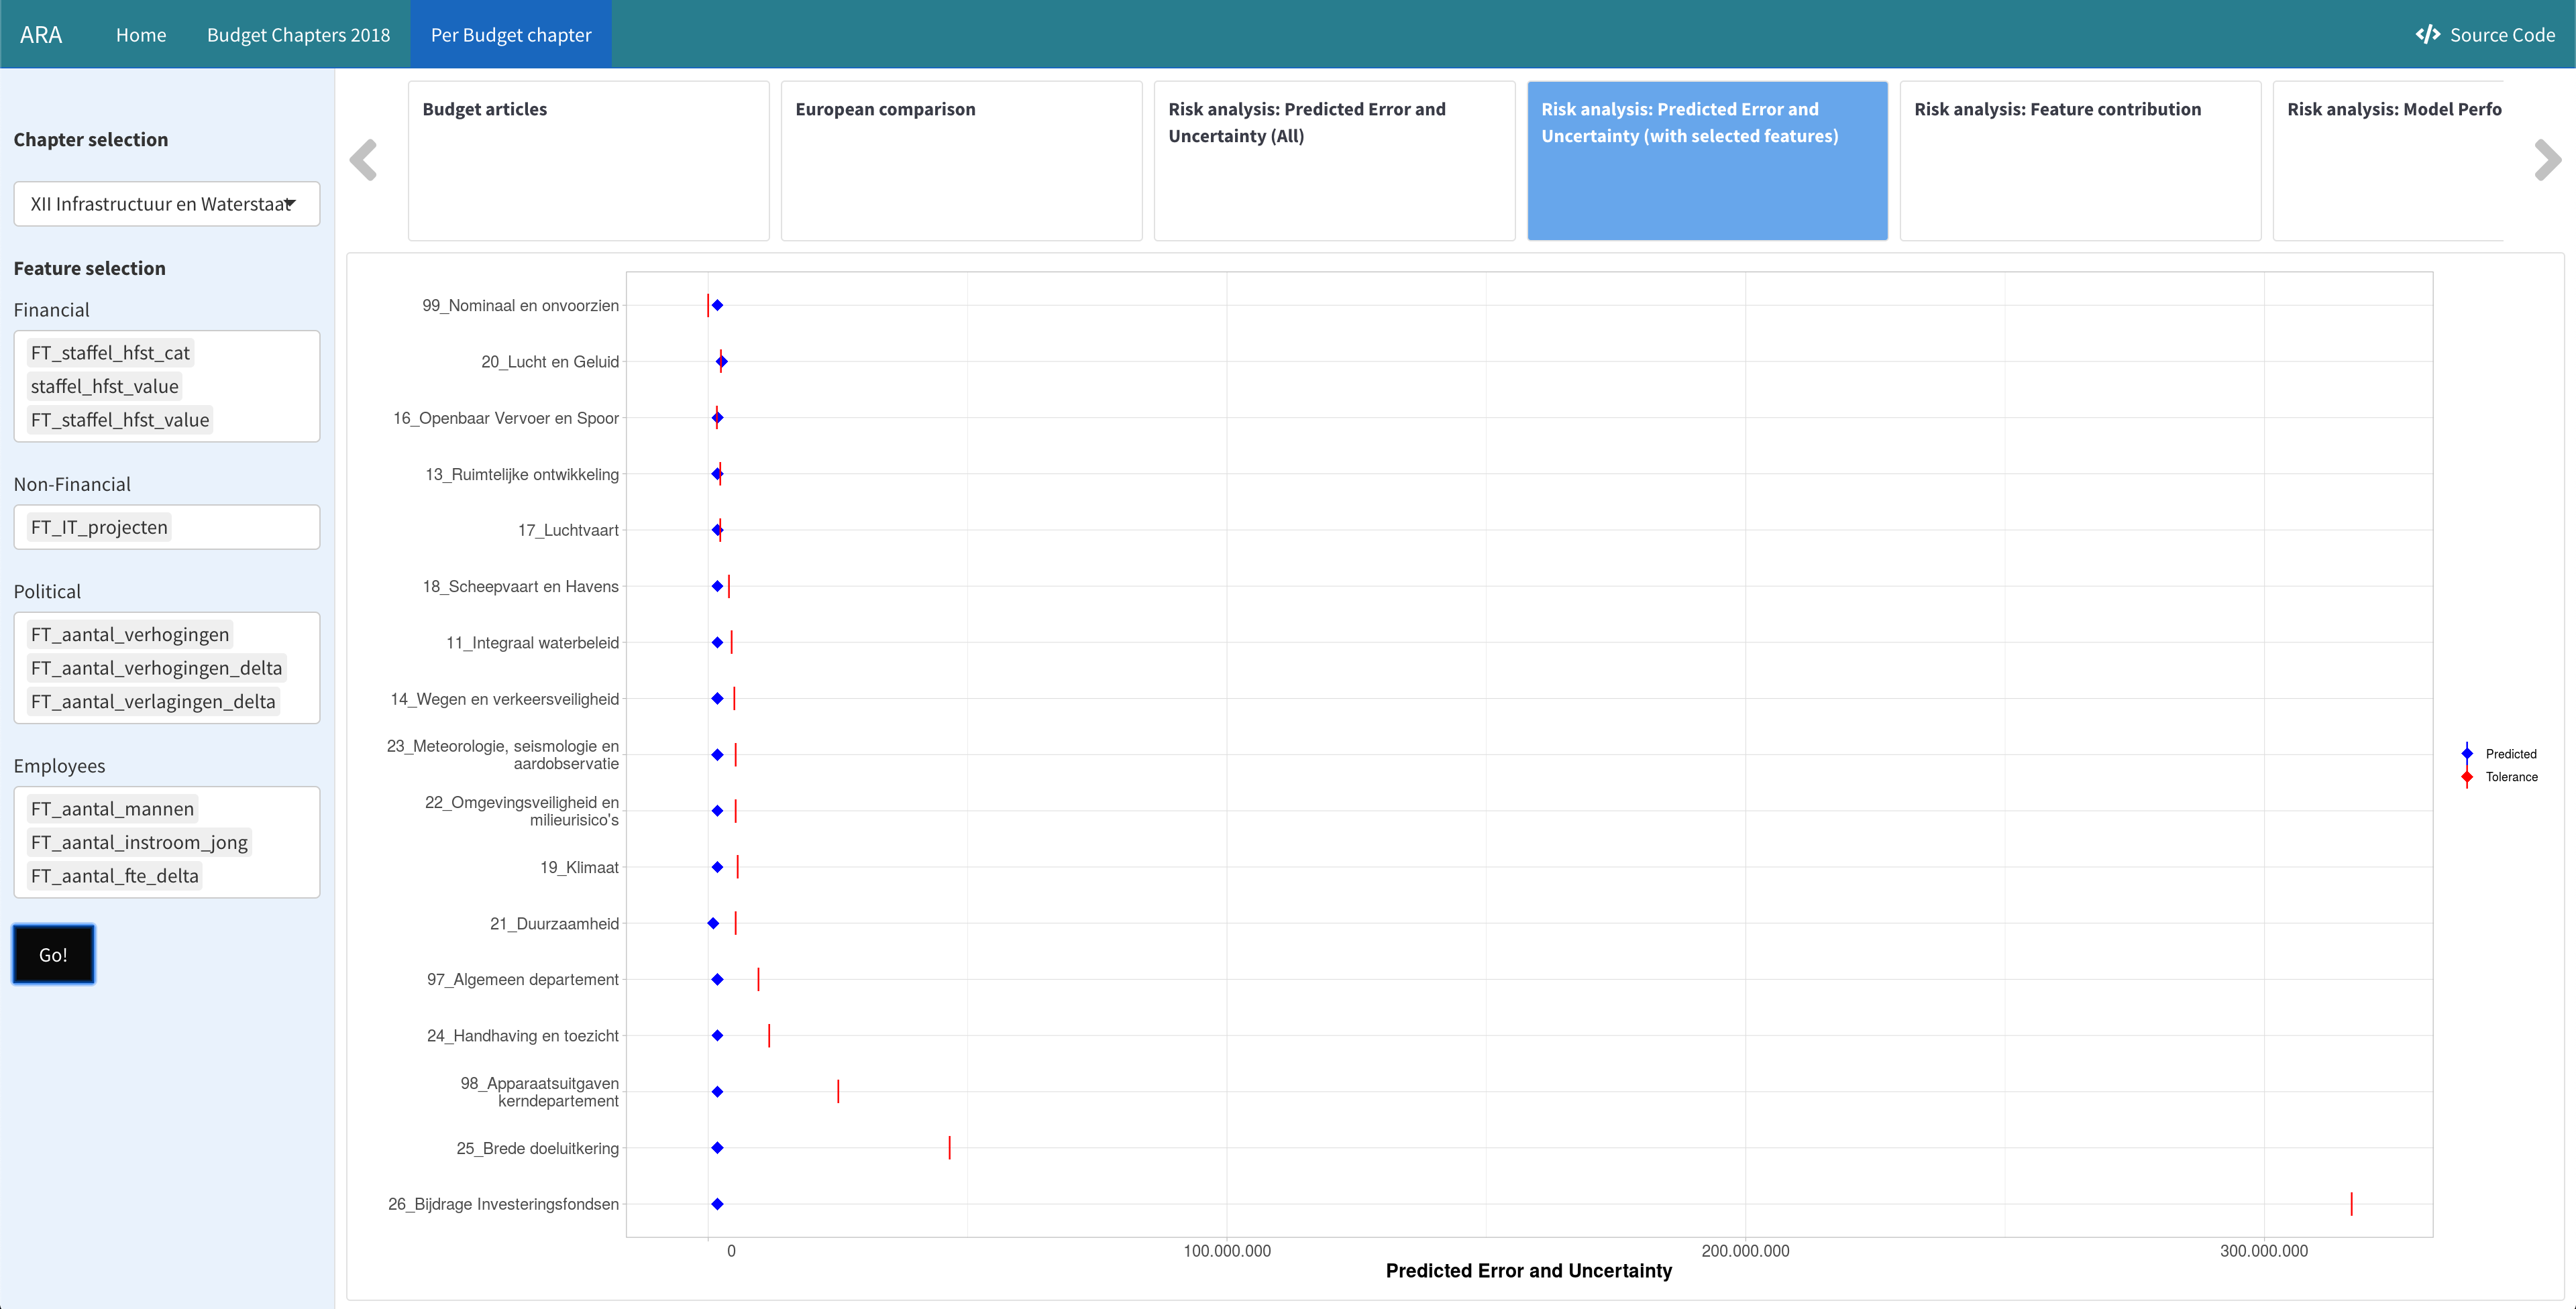 ARA
Home
Budget Chapters 2018
Per Budget chapter
Source Code
Chapter selection
XII Infrastructuur en Waterstaat
Feature selection
Financial
FT_staffel_hfst_cat
staffel_hfst_value
FT_staffel_hfst_value
Non-Financial
FT_IT_projecten
Political
FT_aantal_verhogingen
FT_aantal_verhogingen_delta
FT_aantal_verlagingen_delta
Employees
FT_aantal_mannen
FT_aantal_instroom_jong
FT_aantal_fte_delta
Go!
Budget articles
European comparison
Risk analysis: Predicted Error and
Uncertainty (All)
Risk analysis: Predicted Error and
Uncertainty (with selected features)
Risk analysis: Feature contribution
Risk analysis: Model Perfo
99_Nominaal en onvoorzien
20_Lucht en Geluid
16_Openbaar Vervoer en Spoor
13_Ruimtelijke ontwikkeling
17_Luchtvaart
18_Scheepvaart en Havens
11_Integraal waterbeleid
14_Wegen en verkeersveiligheid
23_Meteorologie, seismologie en
aardobservatie
22_Omgevingsveiligheid en
milieurisico's
19_Klimaat
21_Duurzaamheid
97_Algemeen departement
24_Handhaving en toezicht
98_Apparaatsuitgaven
kerndepartement
25_Brede doeluitkering
26_Bijdrage Investeringsfondsen
0
100.000.000
200.000.000
300.000.000
Predicted Error and Uncertainty
Predicted
Tolerance